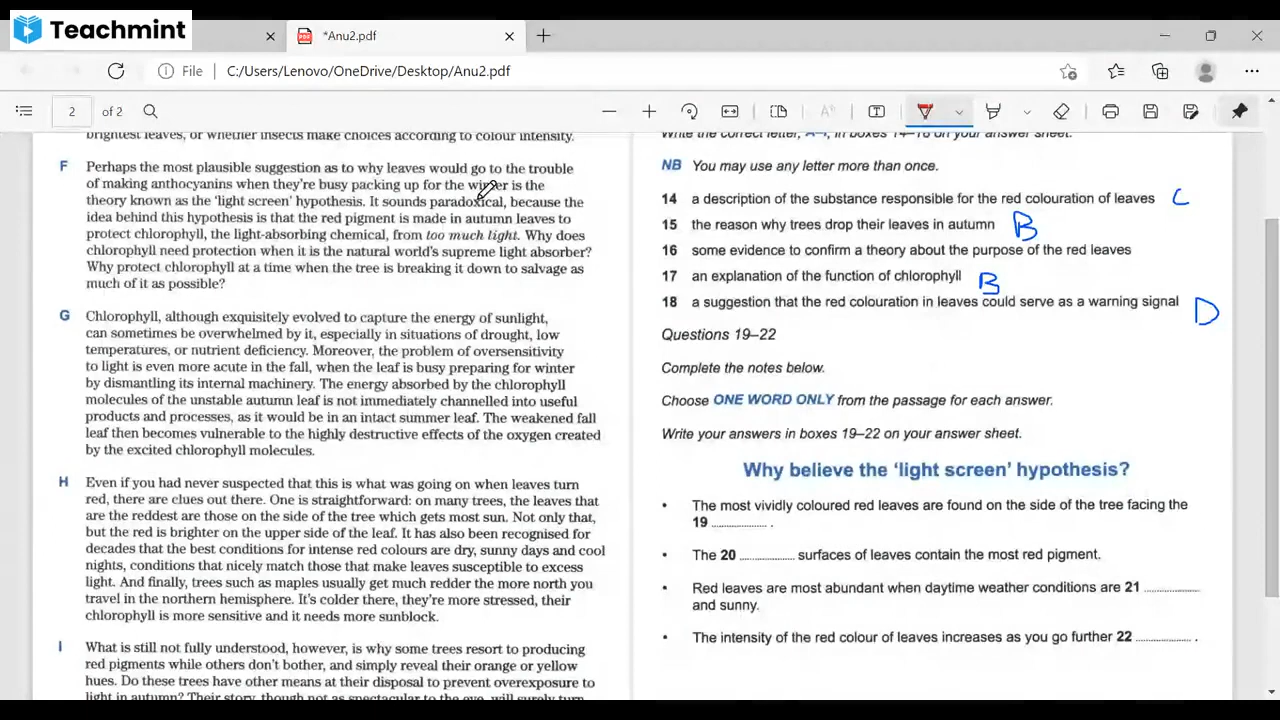 Teachmint
*Anu2.pdf
File
C:/Users/Lenovo/OneDrive/Desktop/Anu2.pdf
2 of 2
brightest leaves, or whether insects make choices according to colour intensity.
F Perhaps the most plausible suggestion as to why leaves would go to the trouble
of making anthocyanins when they're busy packing up for the winter is the
theory known as the 'light screen' hypothesis. It sounds paradoxical, because the
idea behind this hypothesis is that the red pigment is made in autumn leaves to
protect chlorophyll, the light-absorbing chemical, from too much light. Why does
chlorophyll need protection when it is the natural world's supreme light absorber?
Why protect chlorophyll at a time when the tree is breaking it down to salvage as
much of it as possible?
G Chlorophyll, although exquisitely evolved to capture the energy of sunlight,
can sometimes be overwhelmed by it, especially in situations of drought, low
temperatures, or nutrient deficiency. Moreover, the problem of oversensitivity
to light is even more acute in the fall, when the leaf is busy preparing for winter
by dismantling its internal machinery. The energy absorbed by the chlorophyll
molecules of the unstable autumn leaf is not immediately channelled into useful
products and processes, as it would be in an intact summer leaf. The weakened fall
leaf then becomes vulnerable to the highly destructive effects of the oxygen created
by the excited chlorophyll molecules.
H Even if you had never suspected that this is what was going on when leaves turn
red, there are clues out there. One is straightforward: on many trees, the leaves that
are the reddest are those on the side of the tree which gets most sun. Not only that,
but the red is brighter on the upper side of the leaf. It has also been recognised for
decades that the best conditions for intense red colours are dry, sunny days and cool
nights, conditions that nicely match those that make leaves susceptible to excess
light. And finally, trees such as maples usually get much redder the more north you
travel in the northern hemisphere. It's colder there, they're more stressed, their
chlorophyll is more sensitive and it needs more sunblock.
I What is still not fully understood, however, is why some trees resort to producing
red pigments while others don't bother, and simply reveal their orange or yellow
hues. Do these trees have other means at their disposal to prevent overexposure to
light in autumn? Their story, though not as spectacular to the eye, will surely turn
Write the correct letter, A–I, in boxes 14–18 on your answer sheet.
NB You may use any letter more than once.
14 a description of the substance responsible for the red colouration of leaves C
15 the reason why trees drop their leaves in autumn B
16 some evidence to confirm a theory about the purpose of the red leaves
17 an explanation of the function of chlorophyll B
18 a suggestion that the red colouration in leaves could serve as a warning signal D
Questions 19–22
Complete the notes below.
Choose ONE WORD ONLY from the passage for each answer.
Write your answers in boxes 19–22 on your answer sheet.
Why believe the 'light screen' hypothesis?
• The most vividly coloured red leaves are found on the side of the tree facing the
19 .............. .
• The 20 .............. surfaces of leaves contain the most red pigment.
• Red leaves are most abundant when daytime weather conditions are 21 ..............
and sunny.
• The intensity of the red colour of leaves increases as you go further 22 .............. .